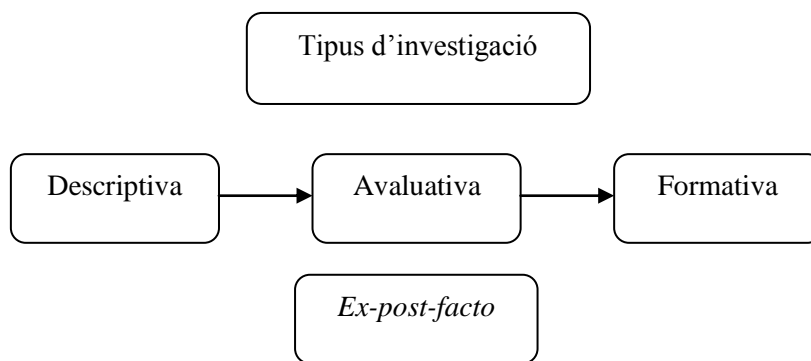 Tipus d’investigació
Descriptiva
Avaluativa
Formativa
Ex-post-facto